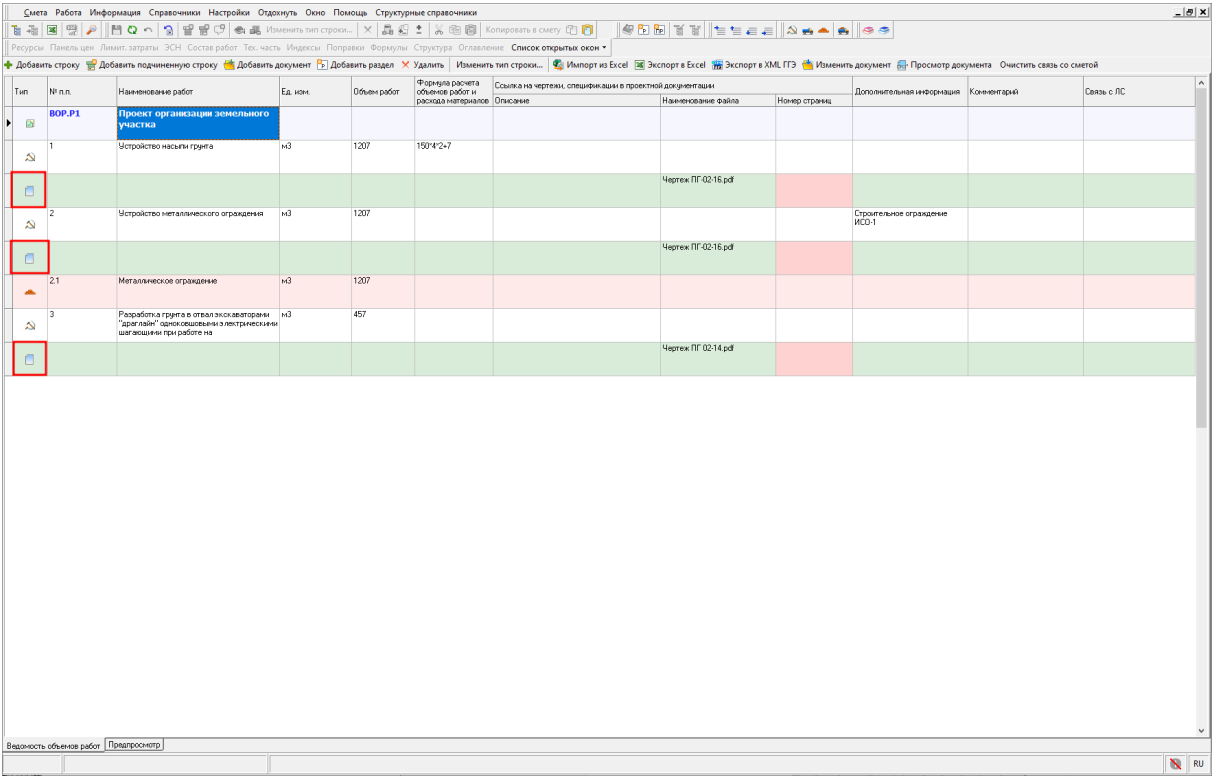 Смета Работа Информация Справочники Настройки Отдохнуть Окно Помощь Структурные справочники
Изменить тип строки... Копировать в смету
Ресурсы Панель цен Лимит.затраты ЭСН Состав работ Тех. часть Индексы Поправки Формулы Структура Оглавление Список открытых окон
Добавить строку Добавить подчиненную строку Добавить документ Добавить раздел Удалить Изменить тип строки... Импорт из Excel Экспорт в Excel Экспорт в XML ГГЭ Изменить документ Просмотр документа Очистить связь со сметой
Тип № п.п. Наименование работ Ед. изм. Объем работ
Формула расчета
объемов работ и
расхода материалов
Ссылка на чертежи, спецификации в проектной документации
Описание Наименование Файла Номер страниц
Дополнительная информация Комментарий Связь с ЛС
ВОР.Р1 Проект организации земельного
участка
1 Устройство насыпи грунта м3 1207 150*4*2+7
Чертеж ПГ-02-16.pdf
2 Устройство металлического ограждения м3 1207 Строительное ограждение
ИСО-1
Чертеж ПГ-02-16.pdf
2.1 Металлическое ограждение м3 1207
3 Разработка грунта в отвал экскаваторами м3 457
"драглайн" одноковшовыми электрическими
шагающими при работе на
Чертеж ПГ 02-14.pdf
Ведомость объемов работ Предпросмотр
RU